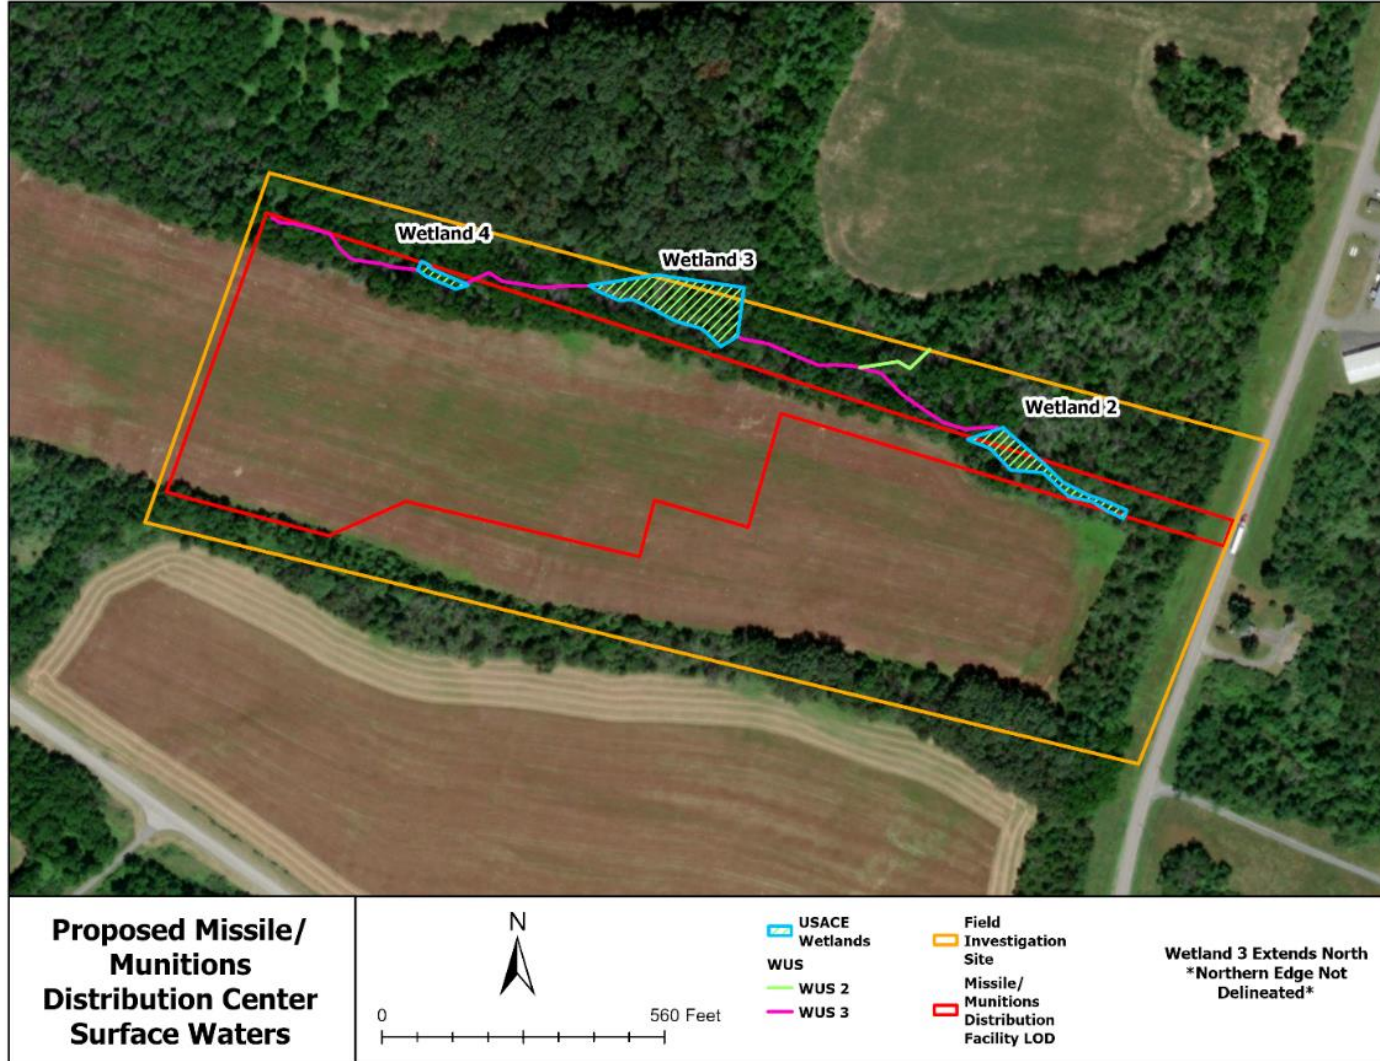 Wetland 4
Wetland 3
Wetland 2
Proposed Missile/
Munitions
Distribution Center
Surface Waters
N
0
560 Feet
USACE
Wetlands
WUS
WUS 2
WUS 3
Field
Investigation
Site
Missile/
Munitions
Distribution
Facility LOD
Wetland 3 Extends North
*Northern Edge Not
Delineated*